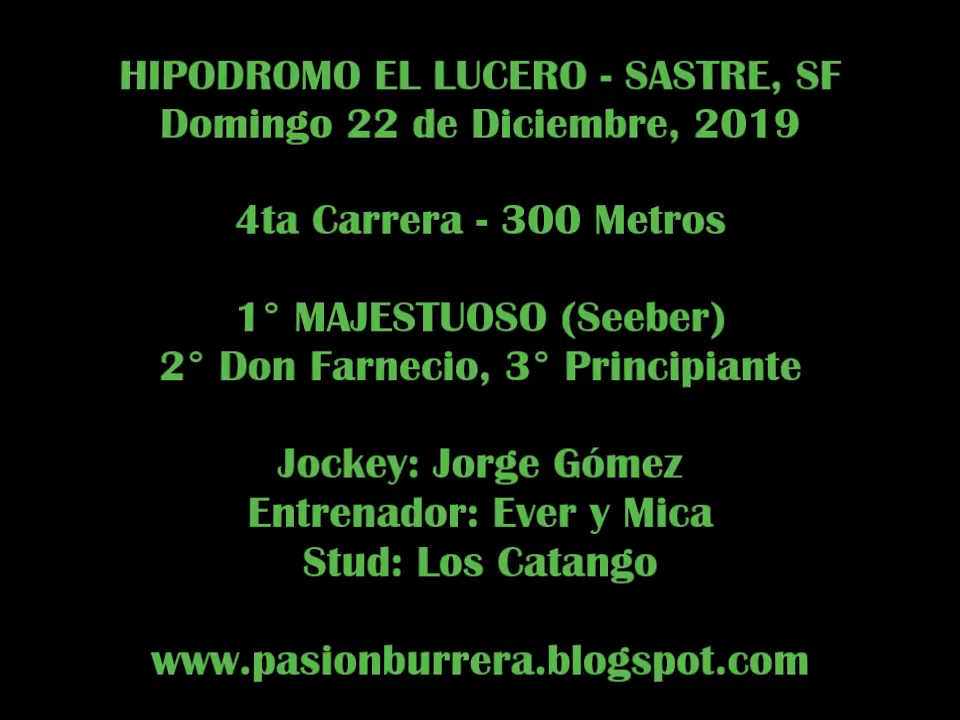 HIPODROMO EL LUCERO - SASTRE, SF
Domingo 22 de Diciembre, 2019
4ta Carrera - 300 Metros
1° MAJESTUOSO (Seeber)
2° Don Farnecio, 3° Principiante
Jockey: Jorge Gómez
Entrenador: Ever y Mica
Stud: Los Catango
www.pasionburrera.blogspot.com